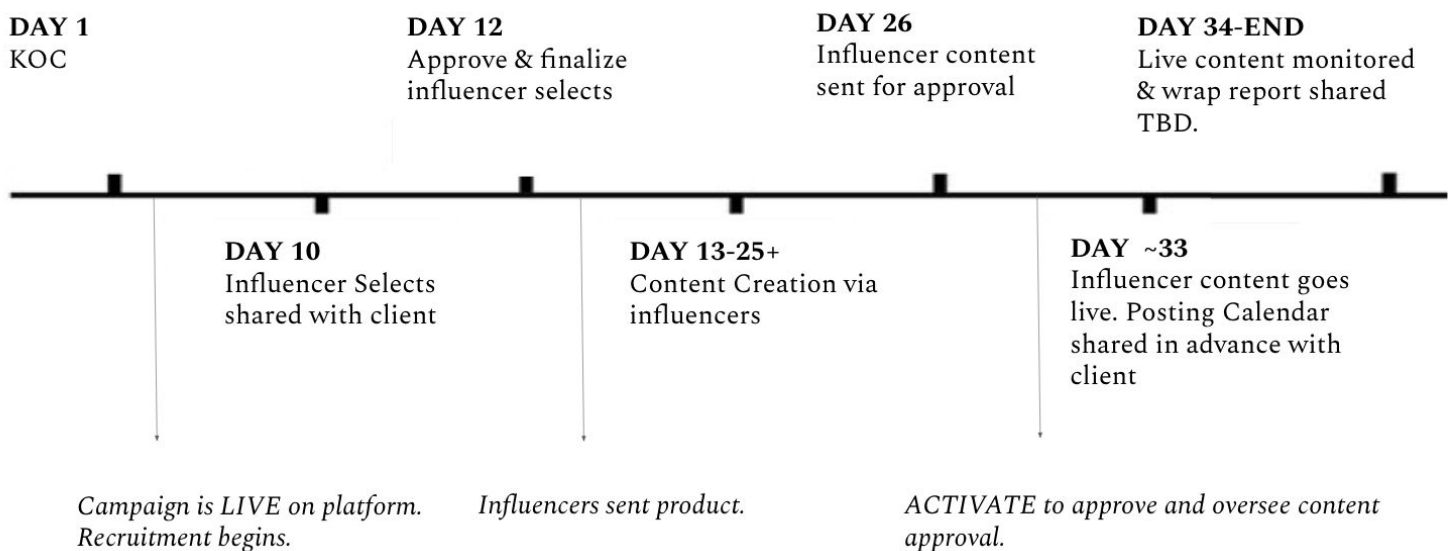 DAY 1
KOC
DAY 12
Approve & finalize
influencer selects
DAY 26
Influencer content
sent for approval
DAY 34-END
Live content monitored
& wrap report shared
TBD.
DAY 10
Influencer Selects
shared with client
DAY 13-25+
Content Creation via
influencers
DAY ~33
Influencer content goes
live. Posting Calendar
shared in advance with
client
Campaign is LIVE on platform.
Recruitment begins.
Influencers sent product.
ACTIVATE to approve and oversee content
approval.